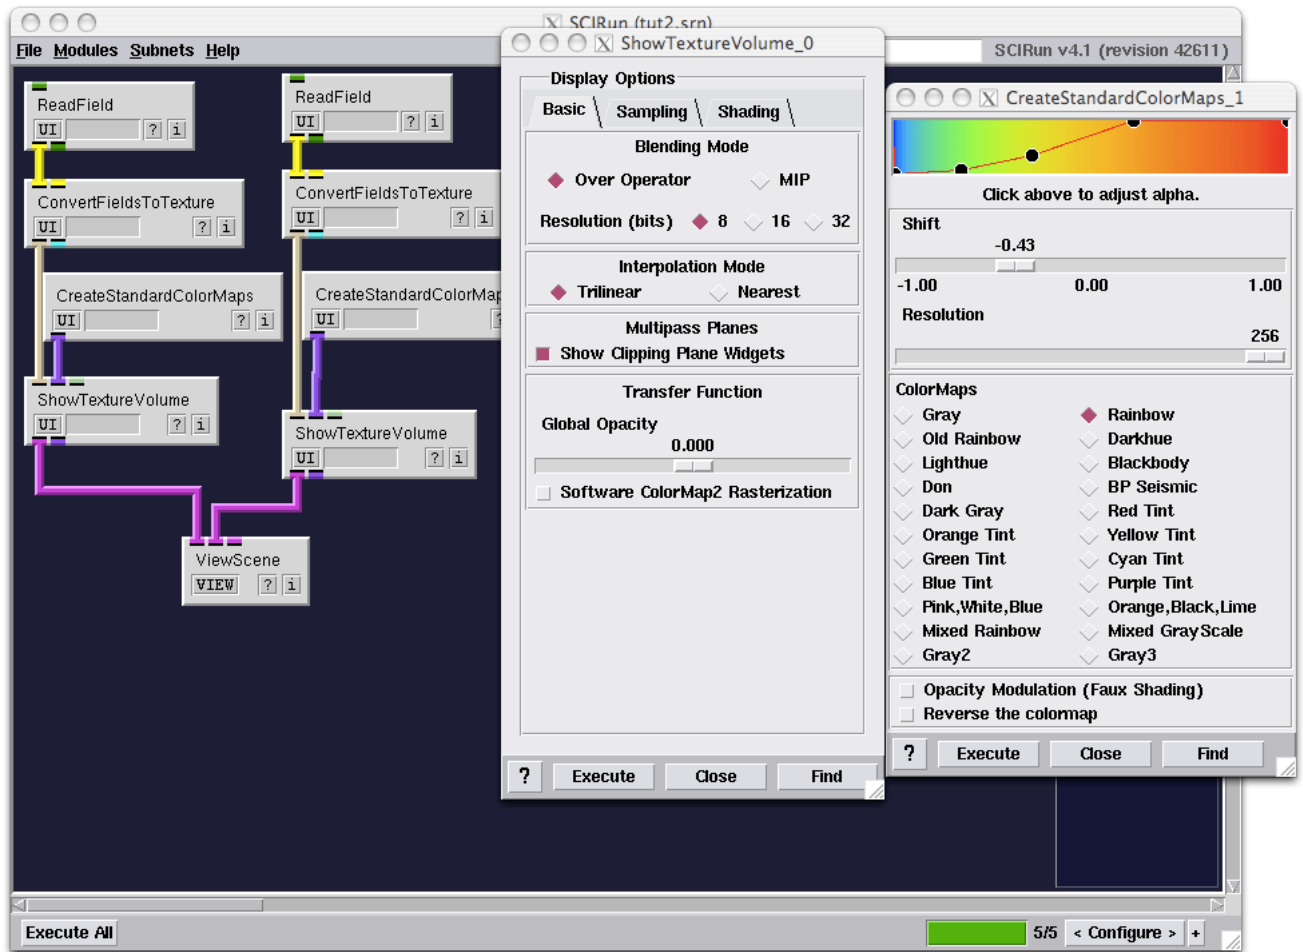 X SCIRun (tut2.srn)
File Modules Subnets Help
SCIRun v4.1 (revision 42611)
ReadField
UI ? i
ConvertFieldsToTexture
UI ? i
CreateStandardColorMaps
UI ? i
ShowTextureVolume
UI ? i
ReadField
UI ? i
ConvertFieldsToTexture
UI ? i
CreateStandardColorMap
UI ?
ShowTextureVolume
UI ? i
ViewScene
VIEW ? i
X ShowTextureVolume_0
Display Options
Basic \ Sampling \ Shading \
Blending Mode
Over Operator MIP
Resolution (bits) 8 16 32
Interpolation Mode
Trilinear Nearest
Multipass Planes
Show Clipping Plane Widgets
Transfer Function
Global Opacity
0.000
Software ColorMap2 Rasterization
? Execute Close Find
X CreateStandardColorMaps_1
Click above to adjust alpha.
Shift
-0.43
-1.00 0.00 1.00
Resolution
256
ColorMaps
Gray Rainbow
Old Rainbow Darkhue
Lighthue Blackbody
Don BP Seismic
Dark Gray Red Tint
Orange Tint Yellow Tint
Green Tint Cyan Tint
Blue Tint Purple Tint
Pink,White,Blue Orange,Black,Lime
Mixed Rainbow Mixed GrayScale
Gray2 Gray3
Opacity Modulation (Faux Shading)
Reverse the colormap
? Execute Close Find
Execute All
5/5 < Configure > +